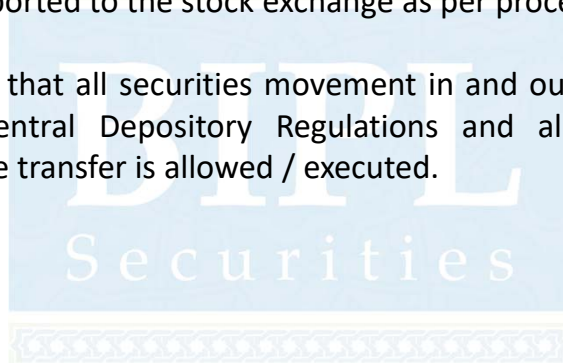 ported to the stock exchange as per proce
that all securities movement in and ou
entral Depository Regulations and al
e transfer is allowed / executed.
BIPL
Securities